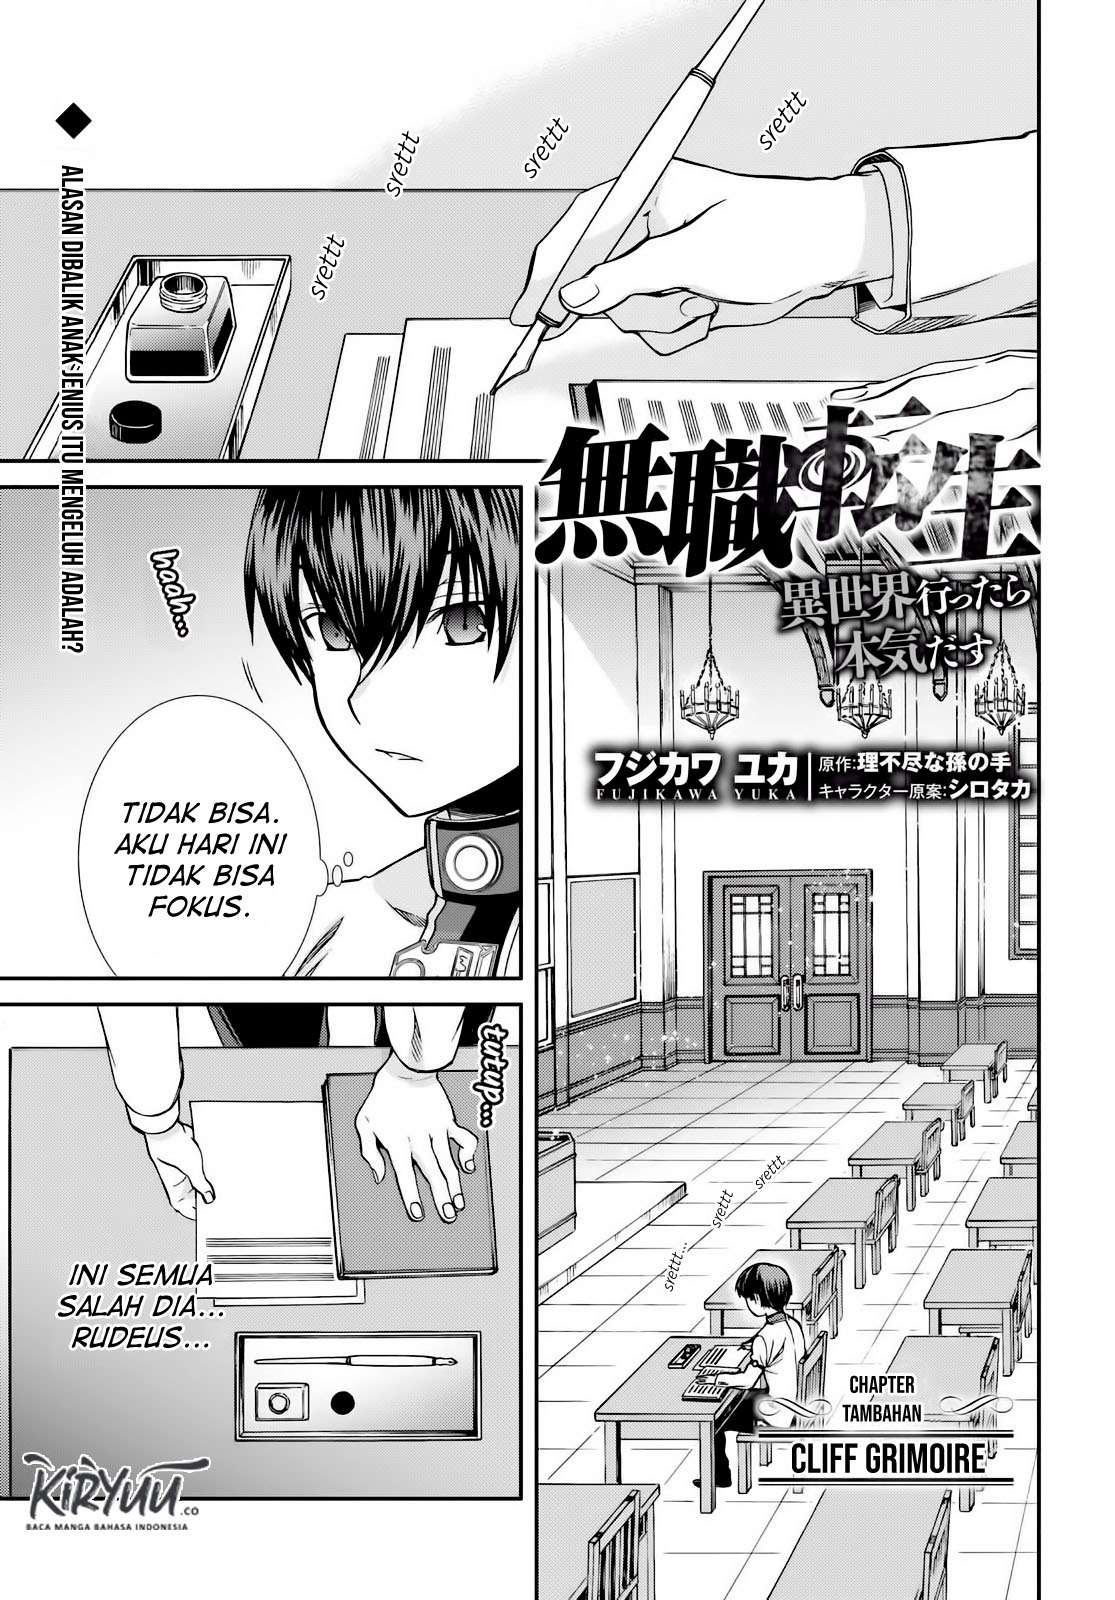 srettt
srettt
srettt
srettt
ALASAN DIBALIK ANAK JENIUS ITU MENGELUH ADALAH?
無職転生
異世界行ったら
本気だす
フジカワ ユカ
FUJIKAWA YUKA
原作:理不尽な孫の手
キャラクター原案:シロタカ
srettt
srettt
srettt...
CHAPTER
TAMBAHAN
CLIFF GRIMOIRE
haah...
TIDAK BISA.
AKU HARI INI
TIDAK BISA
FOKUS.
tutup...
INI SEMUA
SALAH DIA...
RUDEUS...
KIRYUU.CO
BACA MANGA BAHASA INDONESIA